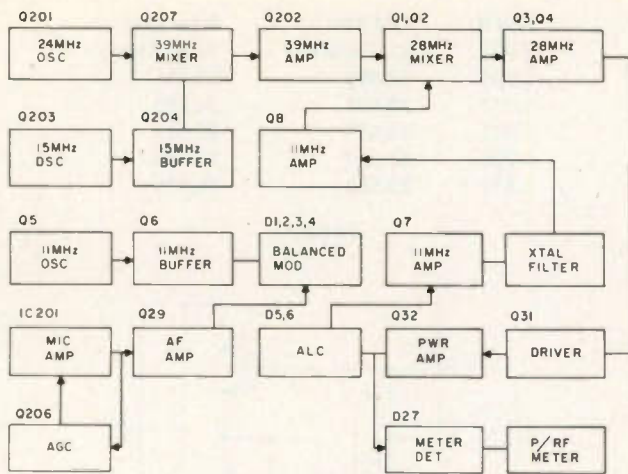 Q201
Q207
Q202
Q1, Q2
Q3, Q4
24MHz
OSC
39MHz
MIXER
39MHz
AMP
28MHz
MIXER
28MHz
AMP
Q203
Q204
Q8
15MHz
OSC
15MHz
BUFFER
11MHz
AMP
Q5
Q6
D1,2,3,4
Q7
11MHz
OSC
11MHz
BUFFER
BALANCED
MOD
11MHz
AMP
XTAL
FILTER
IC201
Q29
D5,6
Q32
Q31
MIC
AMP
AF
AMP
ALC
PWR
AMP
DRIVER
Q206
D27
AGC
METER
DET
P/RF
METER